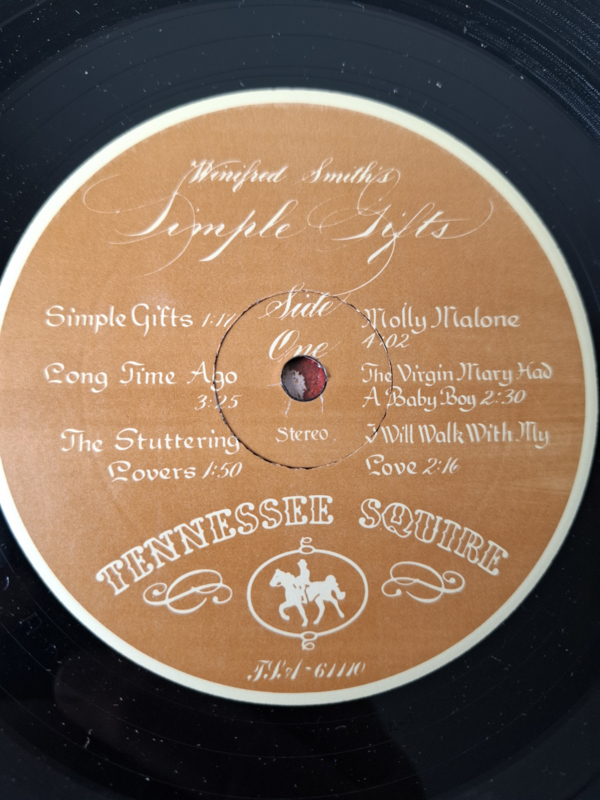 Winifred Smith's
Simple Gifts
Side
One
Stereo
Simple Gifts 1:17
Long Time Ago
3:25
The Stuttering
Lovers 1:50
Molly Malone
4:02
The Virgin Mary Had
A Baby Boy 2:30
I Will Walk With My
Love 2:16
TENNESSEE SQUIRE
TSA-61110